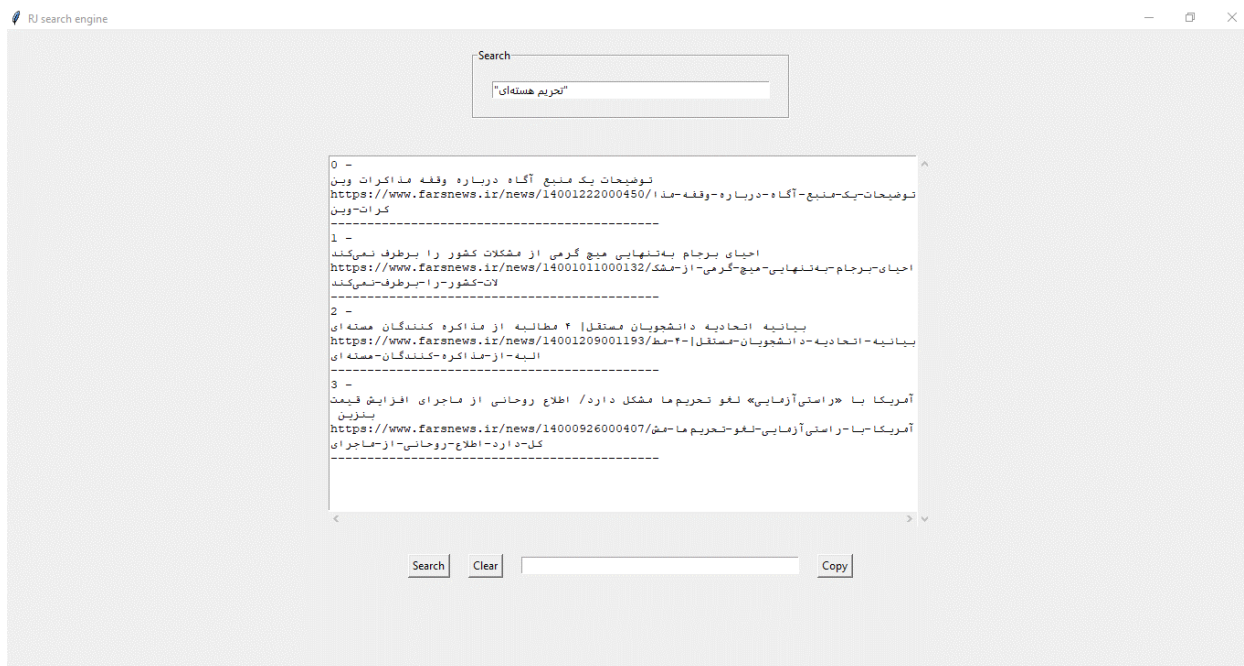 RJ search engine
Search
"تحریم هسته‌ای"
0 -
توضیحات یک منبع آگاه درباره وقفه مذاکرات وین
https://www.farsnews.ir/news/14001222000450/توضیحات-یک-منبع-آگاه-درباره-وقفه-مذا
کرات-وین
---------------------------------------------
1 -
احیای برجام به‌تنهایی هیچ گرهی از مشکلات کشور را برطرف نمی‌کند
https://www.farsnews.ir/news/14001011000132/احیای-برجام-به‌تنهایی-هیچ-گرهی-از-مشک
لات-کشور-را-برطرف-نمی‌کند
---------------------------------------------
2 -
بیانیه اتحادیه دانشجویان مستقل| ۴ مطالبه از مذاکره کنندگان هسته‌ای
https://www.farsnews.ir/news/14001209001193/بیانیه-اتحادیه-دانشجویان-مستقل|-۴-مط
البه-از-مذاکره-کنندگان-هسته‌ای
---------------------------------------------
3 -
آمریکا با «راستی‌آزمایی» لغو تحریم‌ها مشکل دارد/ اطلاع روحانی از ماجرای افزایش قیمت
بنزین
https://www.farsnews.ir/news/14000926000407/آمریکا-با-راستی‌آزمایی-لغو-تحریم‌ها-مش
کل-دارد-اطلاع-روحانی-از-ماجرای
---------------------------------------------
Search Clear Copy